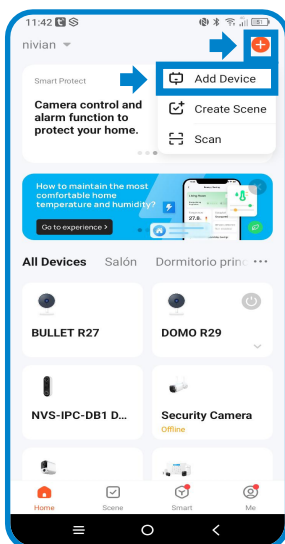 11:42
nivian
Smart Protect
Camera control and
alarm function to
protect your home.
Add Device
Create Scene
Scan
How to maintain the most
comfortable home
temperature and humidity?
Go to experience >
All Devices Salón Dormitorio princ ...
BULLET R27
DOMO R29
NVS-IPC-DB1 D...
Security Camera
Offline
Home Scene Smart Me